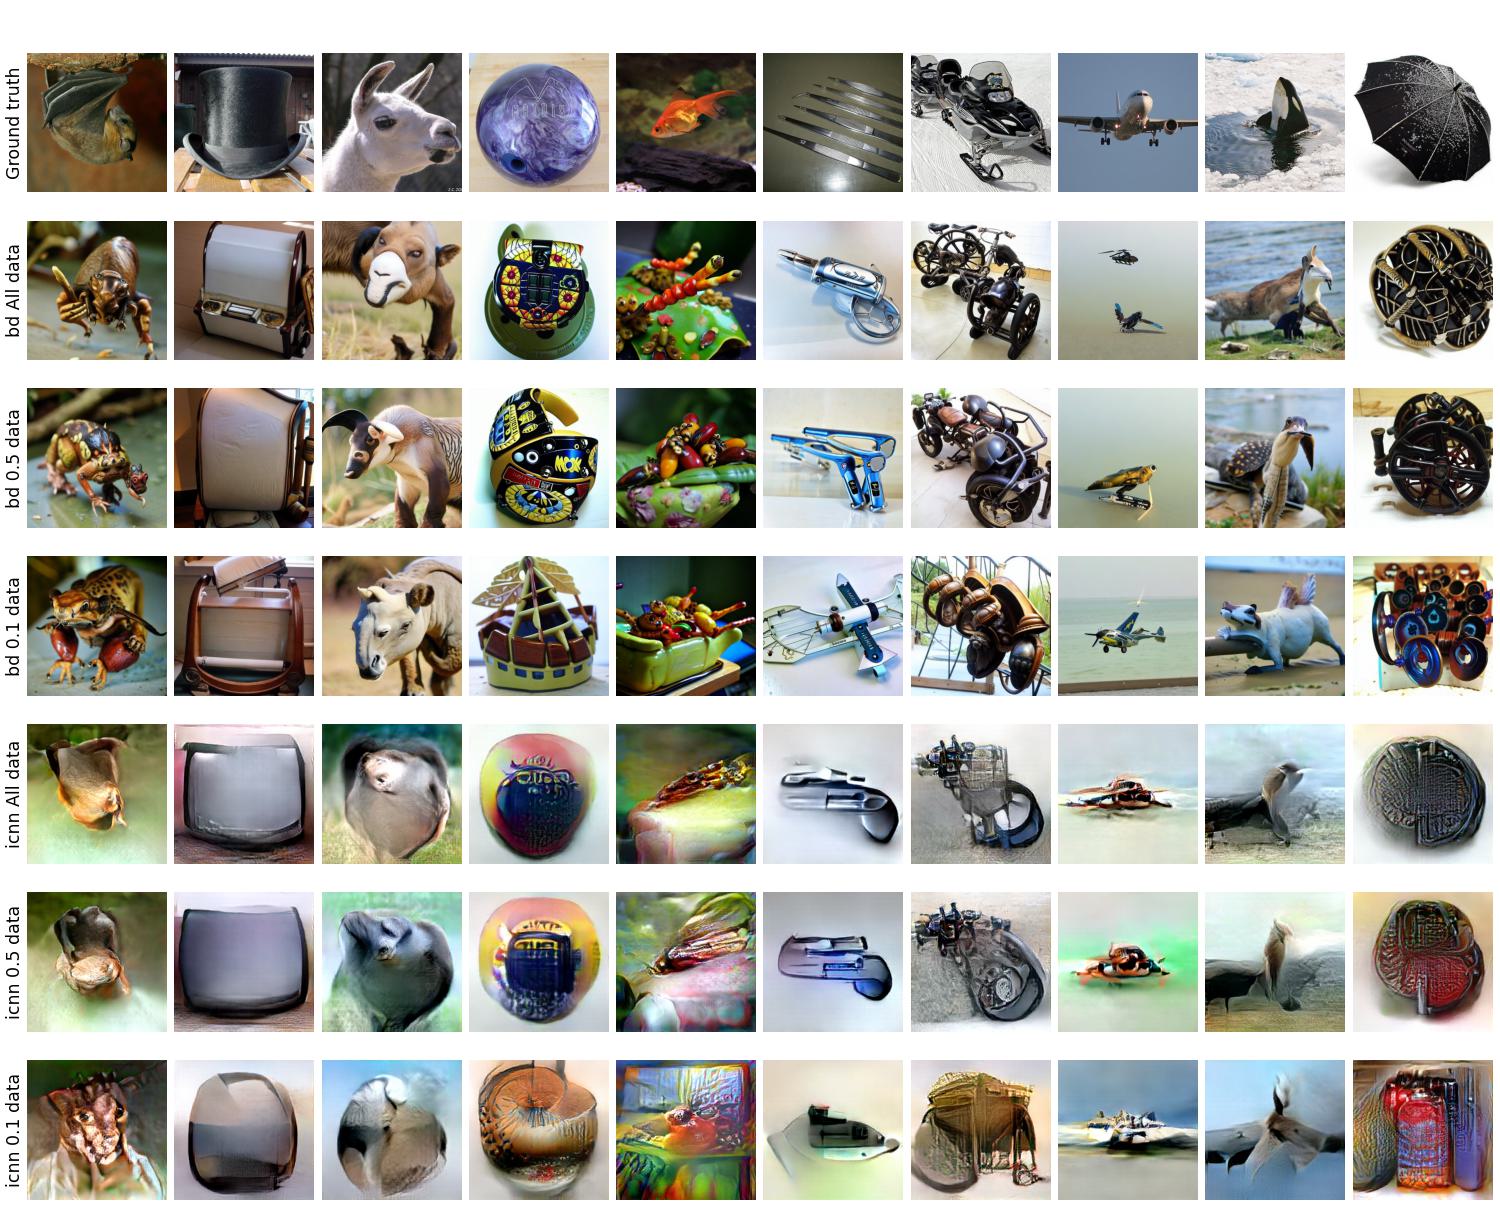 Ground truth
bd All data
bd 0.5 data
bd 0.1 data
icnn All data
icnn 0.5 data
icnn 0.1 data